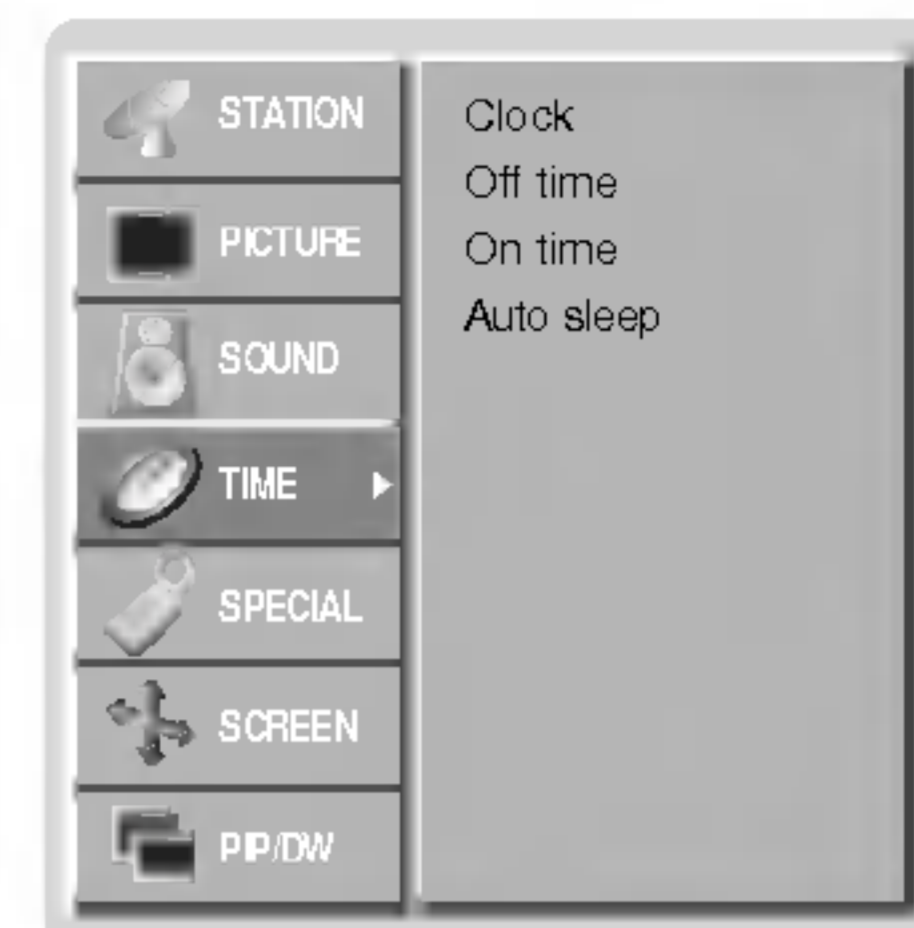 STATION
PICTURE
SOUND
TIME
SPECIAL
SCREEN
PIP/DW
Clock
Off time
On time
Auto sleep